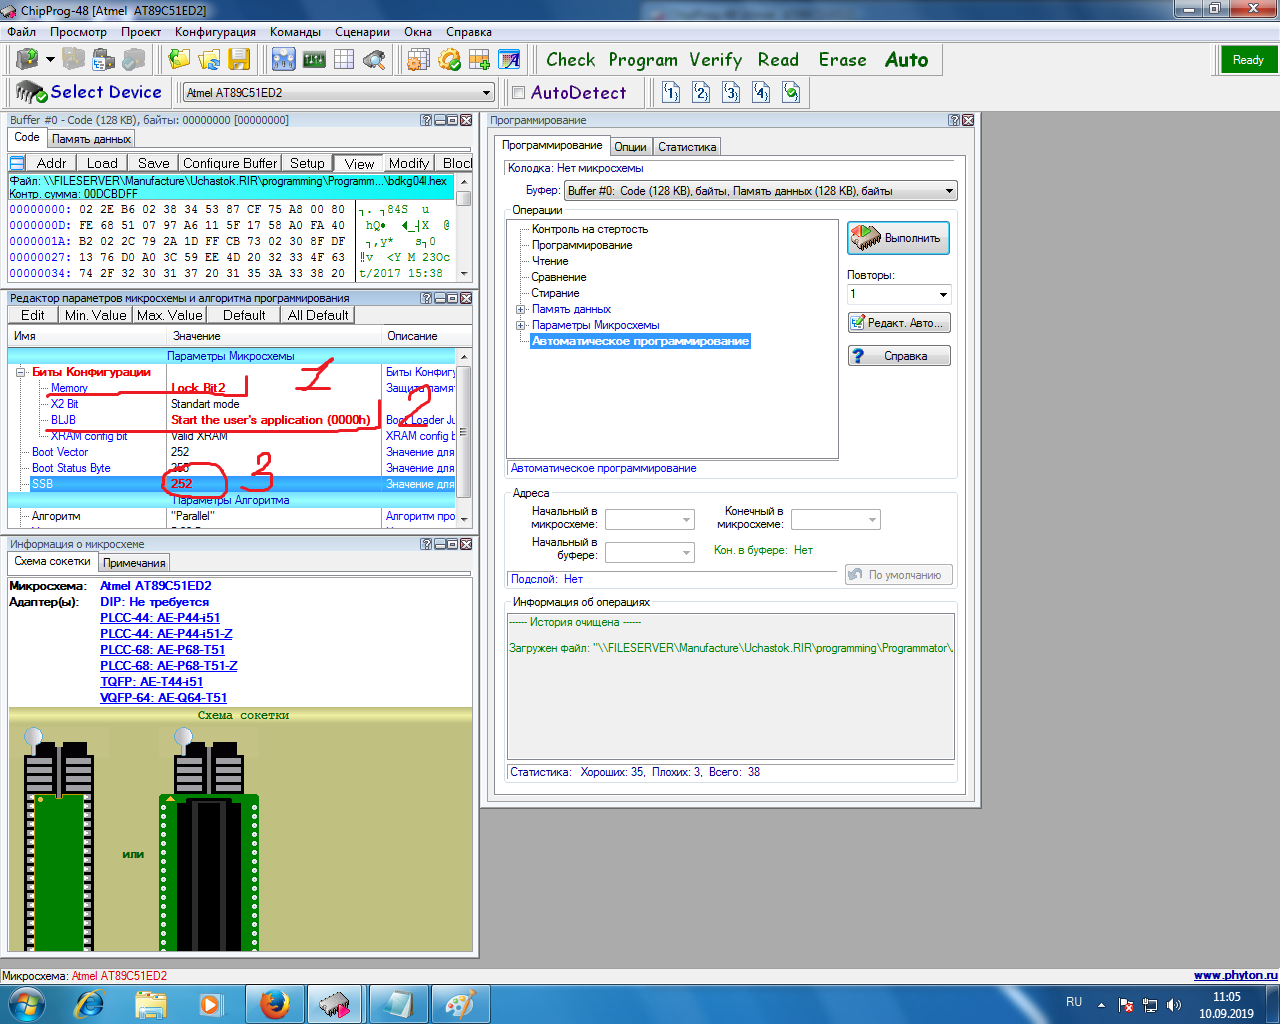 ChipProg-48 [Atmel AT89C51ED2]
Файл Просмотр Проект Конфигурация Команды Сценарии Окна Справка
Check Program Verify Read Erase Auto Ready
Select Device Atmel AT89C51ED2 AutoDetect 1 2 3 4
Buffer #0 - Code (128 KB), байты: 00000000 [00000000]
Code Память данных
Addr Load Save Configure Buffer Setup View Modify Bloc
Файл: \\FILESERVER\Manufacture\Uchastok.RIR\programming\Programm...\bdkg04l.hex
Контр. сумма: 00DCBDFF
00000000: 02 2E B6 02 38 34 53 87 CF 75 A8 00 80
0000000D: FE 68 51 07 97 A6 11 5F 17 58 A0 FA 40
0000001A: B2 02 2C 79 2A 1D FF CB 73 02 30 8F DF
00000027: 13 76 D0 A0 3C 59 EE 4D 20 32 33 4F 63
00000034: 74 2F 32 30 31 37 20 31 35 3A 33 38 20 t/2017 15:38
Редактор параметров микросхемы и алгоритма программирования
Edit Min. Value Max. Value Default All Default
Имя Значение Описание
Параметры Микросхемы
Биты Конфигурации Биты Конфигу
Memory Lock Bit2 Защита памя 1
X2 Bit Standart mode
BLJB Start the user's application (0000h) Boot Loader Ju 2
XRAM config bit Valid XRAM XRAM config b
Boot Vector 252 Значение для
Boot Status Byte 255 Значение для
SSB 252 Значение для 3
Параметры Алгоритма
Алгоритм "Parallel" Алгоритм про
Информация о микросхеме
Схема сокетки Примечания
Микросхема: Atmel AT89C51ED2
Адаптер(ы): DIP: Не требуется
PLCC-44: AE-P44-i51
PLCC-44: AE-P44-i51-Z
PLCC-68: AE-P68-T51
PLCC-68: AE-P68-T51-Z
TQFP: AE-T44-i51
VQFP-64: AE-Q64-T51
Схема сокетки
или
Программирование
Программирование Опции Статистика
Колодка: Нет микросхемы
Буфер: Buffer #0: Code (128 KB), байты, Память данных (128 KB), байты
Операции
Контроль на стертость
Программирование
Чтение
Сравнение
Стирание
Память данных
Параметры Микросхемы
Автоматическое программирование
Выполнить
Повторы:
1
Редакт. Авто...
Справка
Автоматическое программирование
Адреса
Начальный в микросхеме: Конечный в микросхеме:
Начальный в буфере: Кон. в буфере: Нет
Подслой: Нет По умолчанию
Информация об операциях
------ История очищена ------
Загружен файл: "\\FILESERVER\Manufacture\Uchastok.RIR\programming\Programmator\
Статистика: Хороших: 35, Плохих: 3, Всего: 38
Микросхема: Atmel AT89C51ED2 www.phyton.ru
RU 11:05
10.09.2019